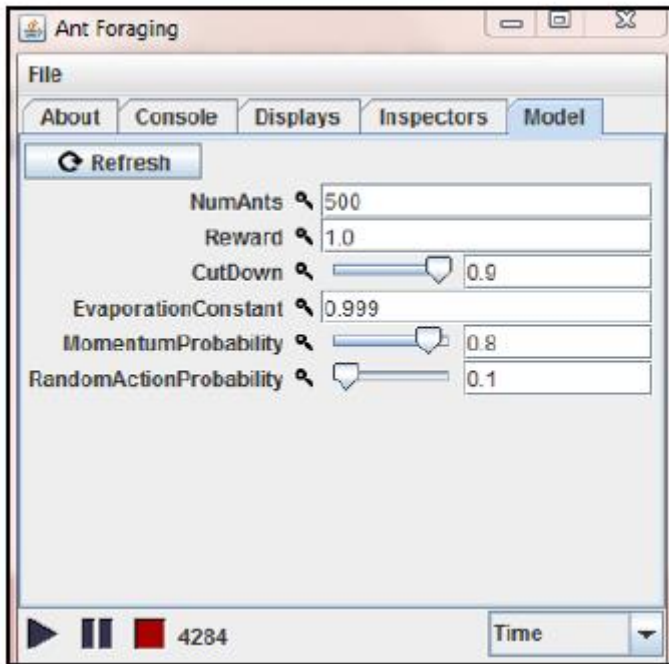 Ant Foraging
File
About Console Displays Inspectors Model
Refresh
NumAnts 500
Reward 1.0
CutDown 0.9
EvaporationConstant 0.999
MomentumProbability 0.8
RandomActionProbability 0.1
4284 Time